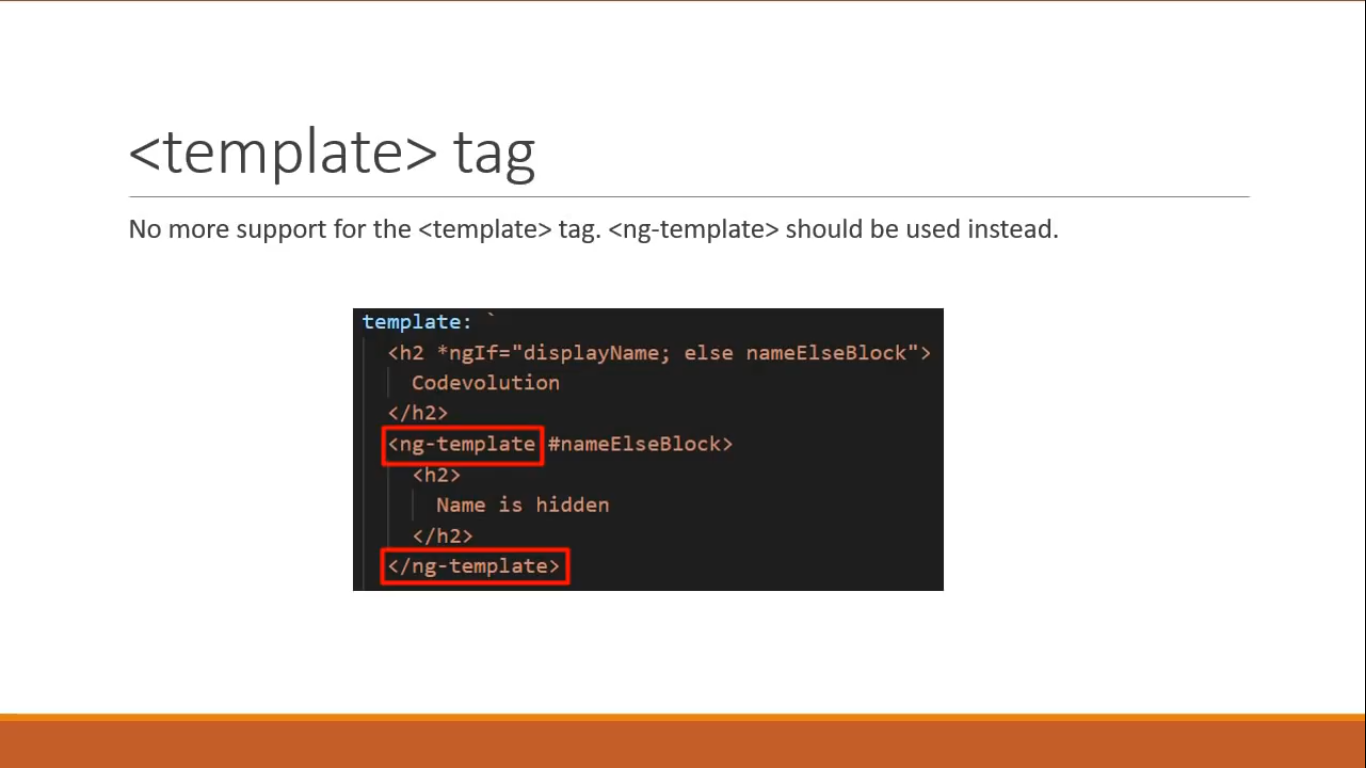 <template> tag
No more support for the <template> tag. <ng-template> should be used instead.
template: `
<h2 *ngIf="displayName; else nameElseBlock">
Codevolution
</h2>
<ng-template #nameElseBlock>
<h2>
Name is hidden
</h2>
</ng-template>